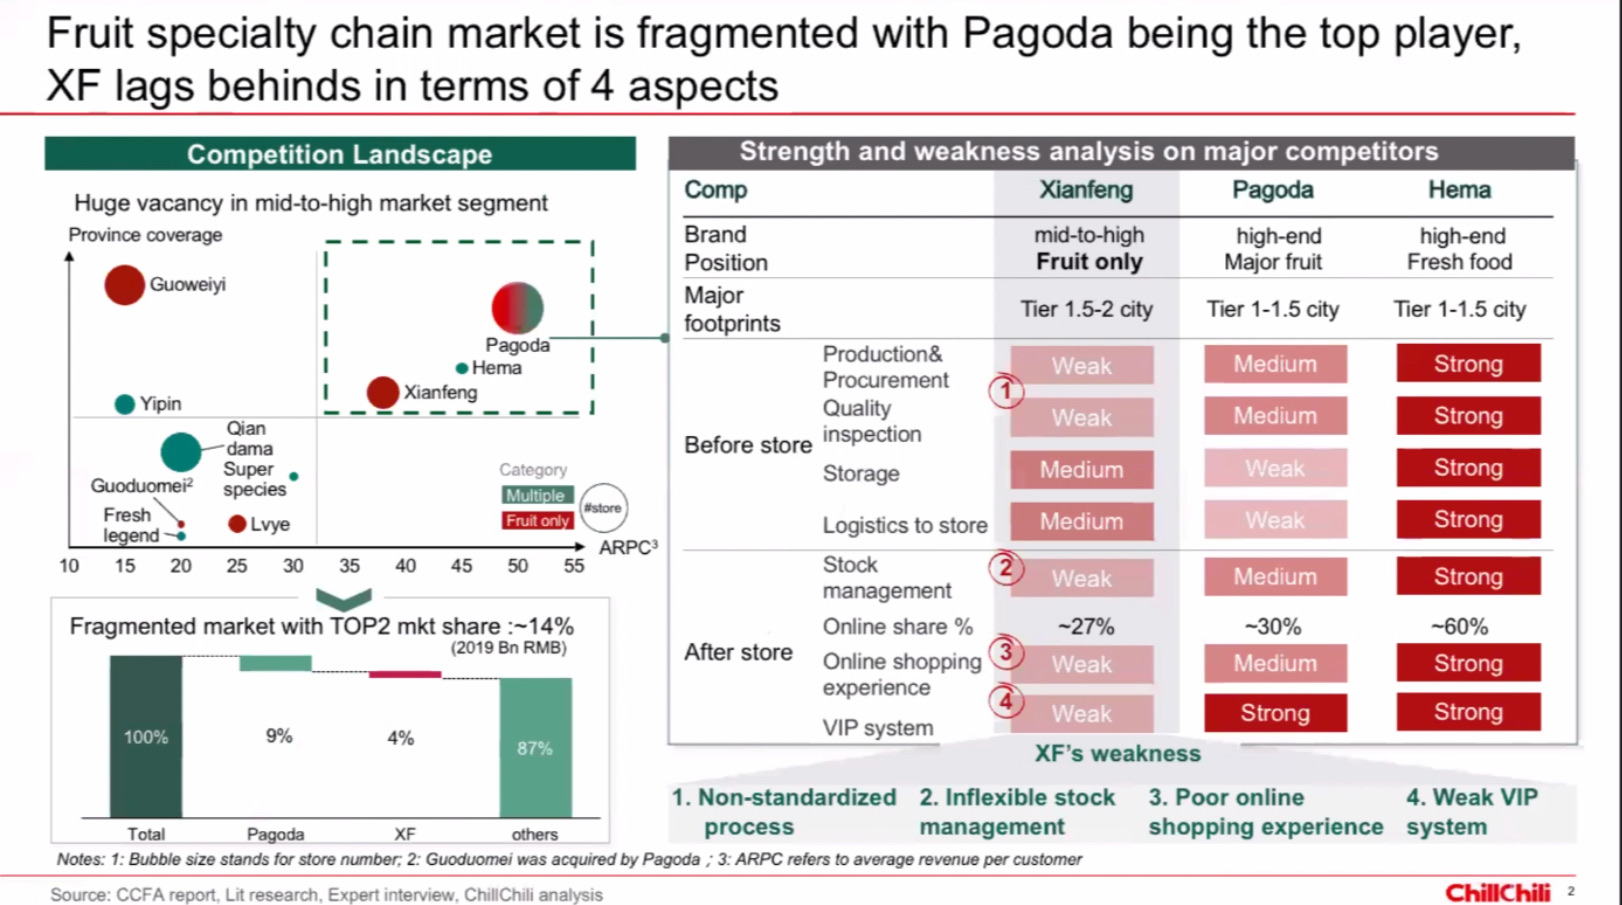 Fruit specialty chain market is fragmented with Pagoda being the top player,
XF lags behinds in terms of 4 aspects
Competition Landscape
Huge vacancy in mid-to-high market segment
Province coverage
Guoweiyi
Pagoda
Hema
Xianfeng
Yipin
Qian
dama
Super
species
Guoduomei²
Fresh
legend
Lvye
Category
Multiple
Fruit only
#store
ARPC³
10 15 20 25 30 35 40 45 50 55
Fragmented market with TOP2 mkt share :~14%
(2019 Bn RMB)
100%
9%
4%
87%
Total Pagoda XF others
Strength and weakness analysis on major competitors
Comp Xianfeng Pagoda Hema
Brand
Position
mid-to-high
Fruit only
high-end
Major fruit
high-end
Fresh food
Major
footprints
Tier 1.5-2 city Tier 1-1.5 city Tier 1-1.5 city
Before store
Production&
Procurement
Weak Medium Strong
1
Quality
inspection
Weak Medium Strong
Storage Medium Weak Strong
Logistics to store Medium Weak Strong
After store
Stock
management
2 Weak Medium Strong
Online share % ~27% ~30% ~60%
Online shopping
experience
3 Weak Medium Strong
VIP system 4 Weak Strong Strong
XF's weakness
1. Non-standardized
process
2. Inflexible stock
management
3. Poor online
shopping experience
4. Weak VIP
system
Notes: 1: Bubble size stands for store number; 2: Guoduomei was acquired by Pagoda ; 3: ARPC refers to average revenue per customer
Source: CCFA report, Lit research, Expert interview, ChillChili analysis
ChillChili 2